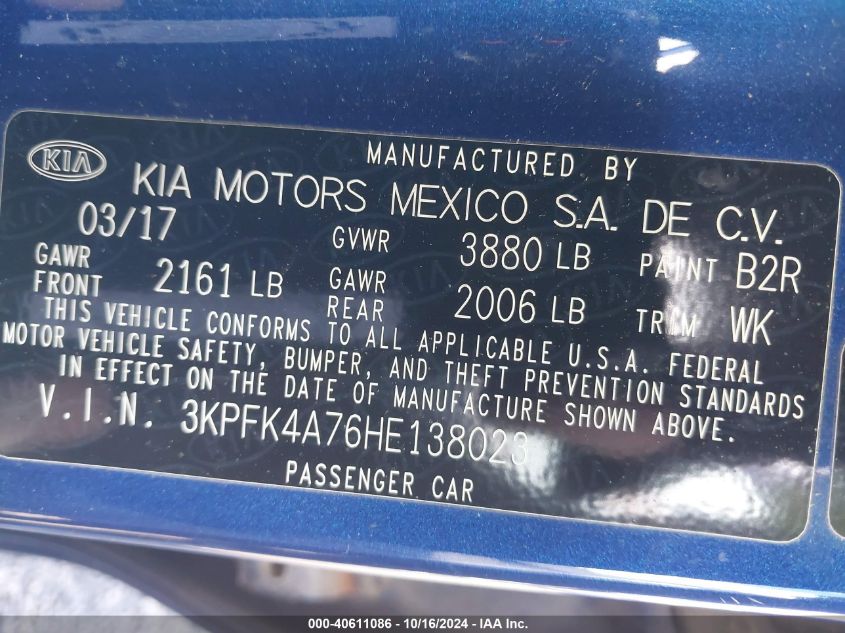 KIA
MANUFACTURED BY
KIA MOTORS MEXICO S.A. DE C.V.
03/17 GVWR 3880 LB PAINT B2R
GAWR FRONT 2161 LB GAWR REAR 2006 LB TRIM WK
THIS VEHICLE CONFORMS TO ALL APPLICABLE U.S.A. FEDERAL
MOTOR VEHICLE SAFETY, BUMPER, AND THEFT PREVENTION STANDARDS
IN EFFECT ON THE DATE OF MANUFACTURE SHOWN ABOVE.
V.I.N. 3KPFK4A76HE138023
PASSENGER CAR
000-40611086 - 10/16/2024 - IAA Inc.